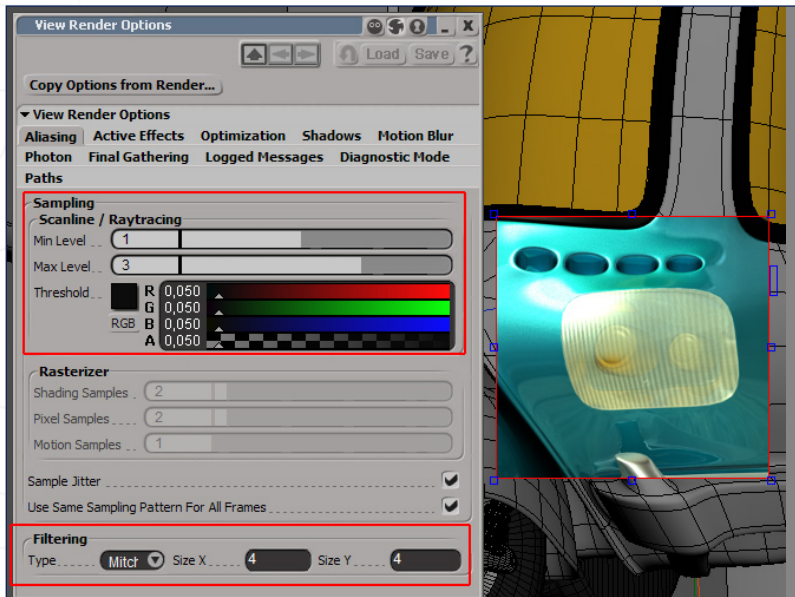 View Render Options
Load Save ?
Copy Options from Render...
View Render Options
Aliasing Active Effects Optimization Shadows Motion Blur
Photon Final Gathering Logged Messages Diagnostic Mode
Paths
Sampling
Scanline / Raytracing
Min Level 1
Max Level 3
Threshold R 0,050
G 0,050
RGB B 0,050
A 0,050
Rasterizer
Shading Samples 2
Pixel Samples 2
Motion Samples 1
Sample Jitter
Use Same Sampling Pattern For All Frames
Filtering
Type Mitch Size X 4 Size Y 4